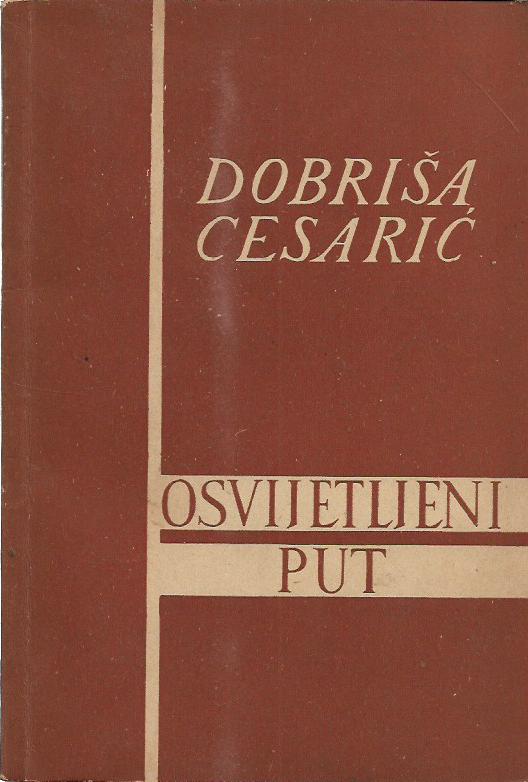 DOBRIŠA
CESARIĆ
OSVIJETLJENI
PUT